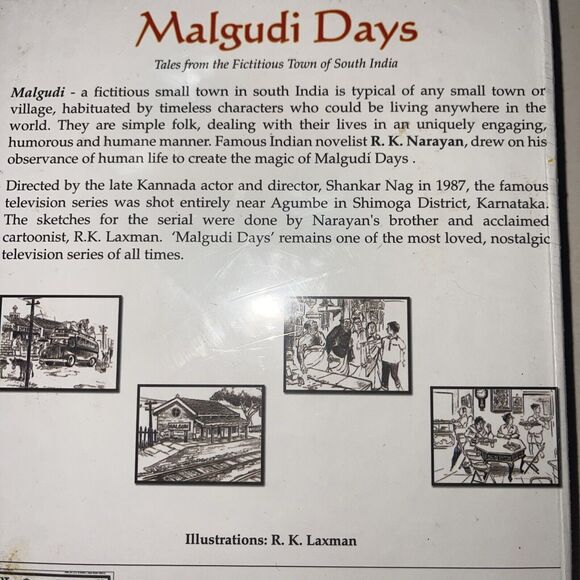 Malgudi Days
Tales from the Fictitious Town of South India
Malgudi - a fictitious small town in south India is typical of any small town or
village, habituated by timeless characters who could be living anywhere in the
world. They are simple folk, dealing with their lives in an uniquely engaging,
humorous and humane manner. Famous Indian novelist R. K. Narayan, drew on his
observance of human life to create the magic of Malgudi Days .
Directed by the late Kannada actor and director, Shankar Nag in 1987, the famous
television series was shot entirely near Agumbe in Shimoga District, Karnataka.
The sketches for the serial were done by Narayan's brother and acclaimed
cartoonist, R.K. Laxman. 'Malgudi Days' remains one of the most loved, nostalgic
television series of all times.
MALGUDI
Illustrations: R. K. Laxman